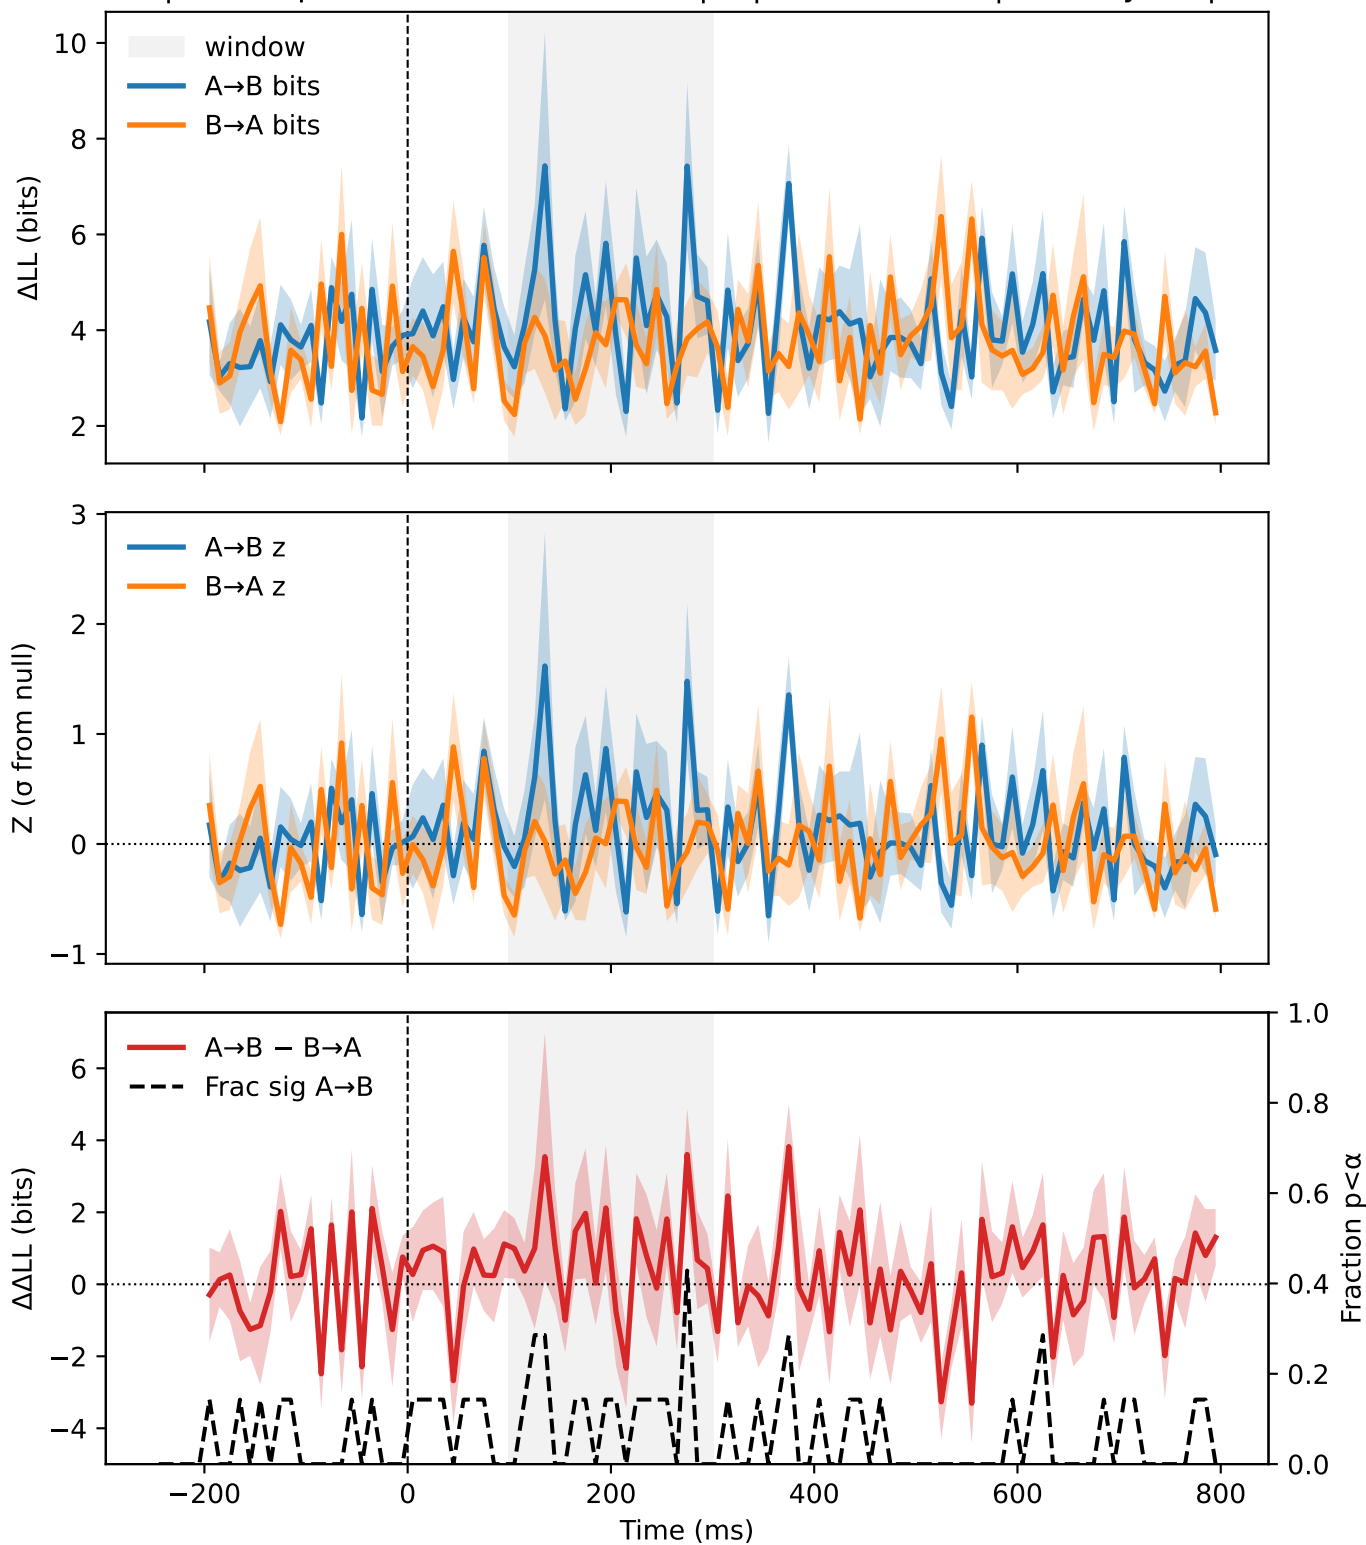 10
8
6
4
2
ΔLL (bits)
window
A→B bits
B→A bits
3
2
1
0
−1
Z (σ from null)
A→B z
B→A z
6
4
2
0
−2
−4
ΔΔLL (bits)
A→B − B→A
Frac sig A→B
1.0
0.8
0.6
0.4
0.2
0.0
Fraction p<α
−200 0 200 400 600 800
Time (ms)